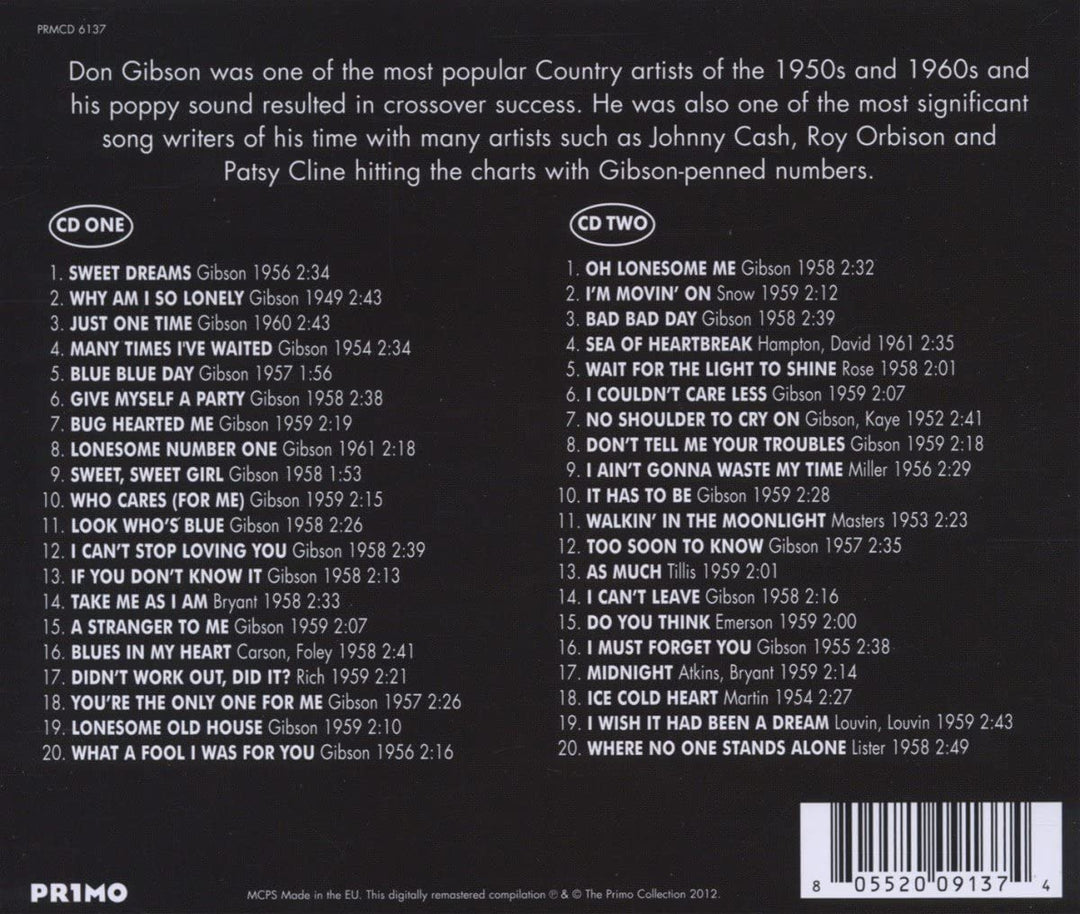 PRMCD 6137
Don Gibson was one of the most popular Country artists of the 1950s and 1960s and
his poppy sound resulted in crossover success. He was also one of the most significant
song writers of his time with many artists such as Johnny Cash, Roy Orbison and
Patsy Cline hitting the charts with Gibson-penned numbers.
CD ONE
1. SWEET DREAMS Gibson 1956 2:34
2. WHY AM I SO LONELY Gibson 1949 2:43
3. JUST ONE TIME Gibson 1960 2:43
4. MANY TIMES I'VE WAITED Gibson 1954 2:34
5. BLUE BLUE DAY Gibson 1957 1:56
6. GIVE MYSELF A PARTY Gibson 1958 2:38
7. BUG HEARTED ME Gibson 1959 2:19
8. LONESOME NUMBER ONE Gibson 1961 2:18
9. SWEET, SWEET GIRL Gibson 1958 1:53
10. WHO CARES (FOR ME) Gibson 1959 2:15
11. LOOK WHO'S BLUE Gibson 1958 2:26
12. I CAN'T STOP LOVING YOU Gibson 1958 2:39
13. IF YOU DON'T KNOW IT Gibson 1958 2:13
14. TAKE ME AS I AM Bryant 1958 2:33
15. A STRANGER TO ME Gibson 1959 2:07
16. BLUES IN MY HEART Carson, Foley 1958 2:41
17. DIDN'T WORK OUT, DID IT? Rich 1959 2:21
18. YOU'RE THE ONLY ONE FOR ME Gibson 1957 2:26
19. LONESOME OLD HOUSE Gibson 1959 2:10
20. WHAT A FOOL I WAS FOR YOU Gibson 1956 2:16
CD TWO
1. OH LONESOME ME Gibson 1958 2:32
2. I'M MOVIN' ON Snow 1959 2:12
3. BAD BAD DAY Gibson 1958 2:39
4. SEA OF HEARTBREAK Hampton, David 1961 2:35
5. WAIT FOR THE LIGHT TO SHINE Rose 1958 2:01
6. I COULDN'T CARE LESS Gibson 1959 2:07
7. NO SHOULDER TO CRY ON Gibson, Kaye 1952 2:41
8. DON'T TELL ME YOUR TROUBLES Gibson 1959 2:18
9. I AIN'T GONNA WASTE MY TIME Miller 1956 2:29
10. IT HAS TO BE Gibson 1959 2:28
11. WALKIN' IN THE MOONLIGHT Masters 1953 2:23
12. TOO SOON TO KNOW Gibson 1957 2:35
13. AS MUCH Tillis 1959 2:01
14. I CAN'T LEAVE Gibson 1958 2:16
15. DO YOU THINK Emerson 1959 2:00
16. I MUST FORGET YOU Gibson 1955 2:38
17. MIDNIGHT Atkins, Bryant 1959 2:14
18. ICE COLD HEART Martin 1954 2:27
19. I WISH IT HAD BEEN A DREAM Louvin, Louvin 1959 2:43
20. WHERE NO ONE STANDS ALONE Lister 1958 2:49
PR1MO
MCPS Made in the EU. This digitally remastered compilation ℗ & © The Primo Collection 2012.
8 05520 09137 4